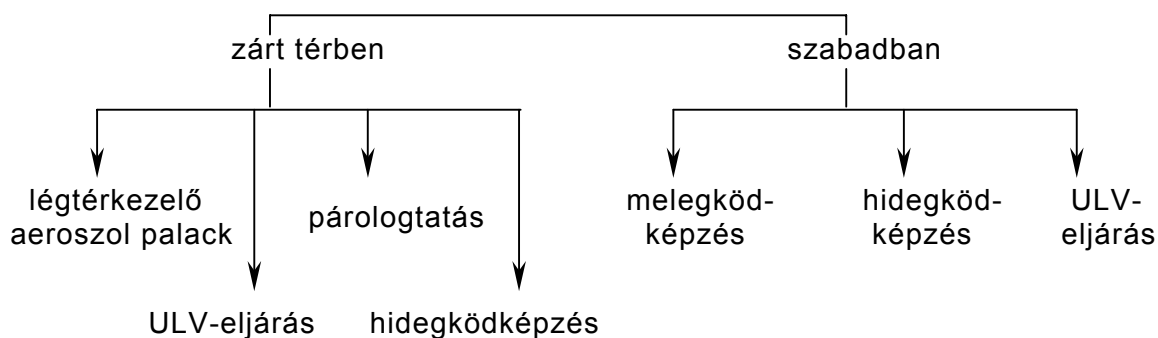 zárt térben
szabadban
légtérkezelő
aeroszol palack
ULV-eljárás
párologtatás
hidegködképzés
melegköd-
képzés
hidegköd-
képzés
ULV-
eljárás